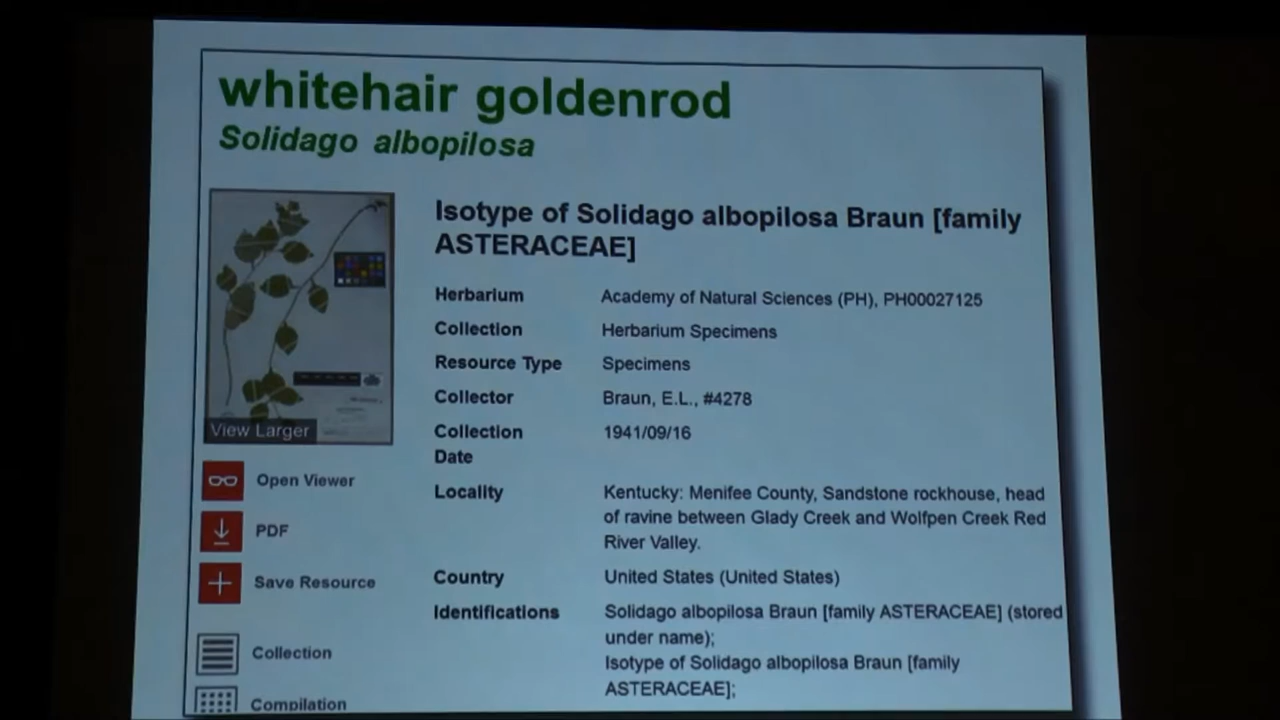 whitehair goldenrod
Solidago albopilosa
Isotype of Solidago albopilosa Braun [family
ASTERACEAE]
Herbarium Academy of Natural Sciences (PH), PH00027125
Collection Herbarium Specimens
Resource Type Specimens
Collector Braun, E.L., #4278
Collection 1941/09/16
Date
Locality Kentucky: Menifee County, Sandstone rockhouse, head
of ravine between Glady Creek and Wolfpen Creek Red
River Valley.
Country United States (United States)
Identifications Solidago albopilosa Braun [family ASTERACEAE] (stored
under name);
Isotype of Solidago albopilosa Braun [family
ASTERACEAE];
View Larger
Open Viewer
PDF
Save Resource
Collection
Compilation